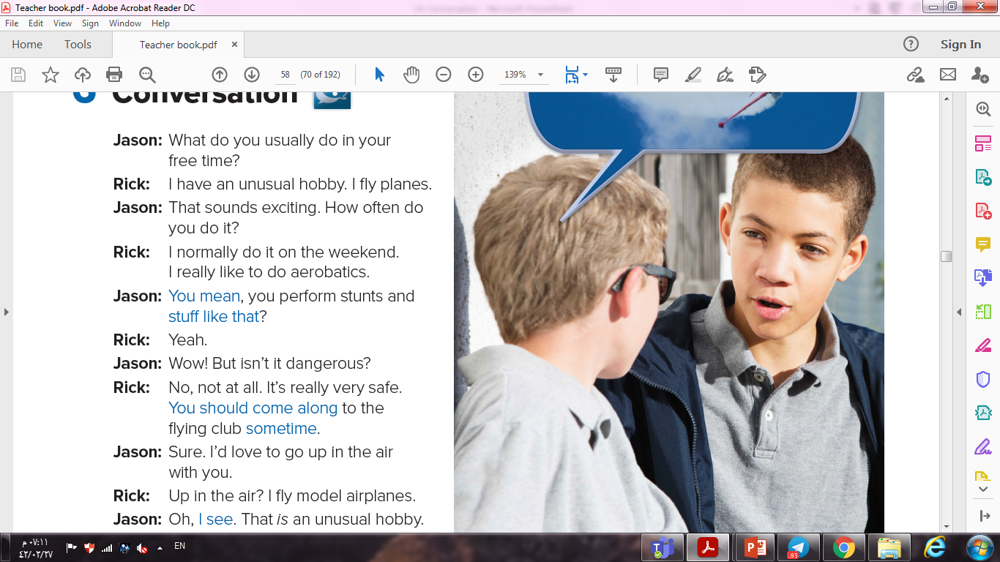 Teacher book.pdf - Adobe Acrobat Reader DC
File Edit View Sign Window Help
Home Tools Teacher book.pdf × ? Sign In
58 (70 of 192) 139%
Conversation
Jason: What do you usually do in your
free time?
Rick: I have an unusual hobby. I fly planes.
Jason: That sounds exciting. How often do
you do it?
Rick: I normally do it on the weekend.
I really like to do aerobatics.
Jason: You mean, you perform stunts and
stuff like that?
Rick: Yeah.
Jason: Wow! But isn't it dangerous?
Rick: No, not at all. It's really very safe.
You should come along to the
flying club sometime.
Jason: Sure. I'd love to go up in the air
with you.
Rick: Up in the air? I fly model airplanes.
Jason: Oh, I see. That is an unusual hobby.
٠٧:١١ م
٤٢/٠٢/٢٧
EN
.95